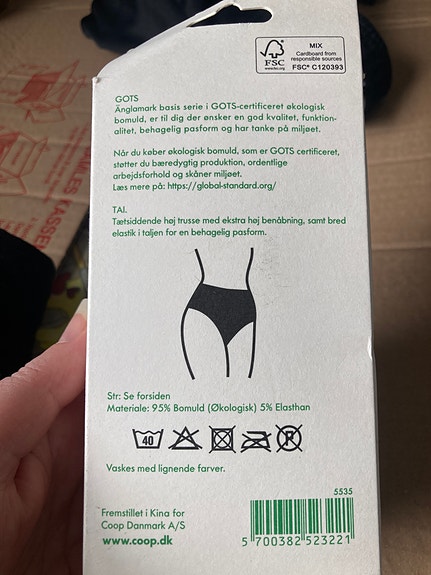 FSC
www.fsc.org
MIX
Cardboard from
responsible sources
FSC® C120393
GOTS
Änglamark basis serie i GOTS-certificeret økologisk
bomuld, er til dig der ønsker en god kvalitet, funktion-
alitet, behagelig pasform og har tanke på miljøet.
Når du køber økologisk bomuld, som er GOTS certificeret,
støtter du bæredygtig produktion, ordentlige
arbejdsforhold og skåner miljøet.
Læs mere på: https://global-standard.org/
TAI.
Tætsiddende høj trusse med ekstra høj benåbning, samt bred
elastik i taljen for en behagelig pasform.
Str: Se forsiden
Materiale: 95% Bomuld (Økologisk) 5% Elasthan
40
P
Vaskes med lignende farver.
5535
Fremstillet i Kina for
Coop Danmark A/S
www.coop.dk
5 700382 523221